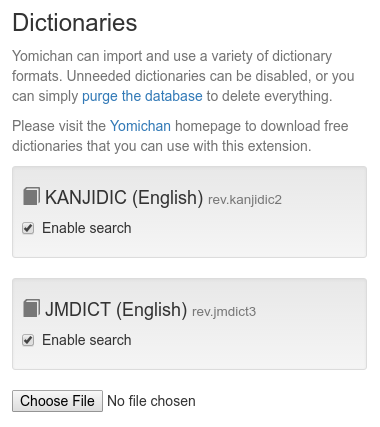 Dictionaries
Yomichan can import and use a variety of dictionary
formats. Unneeded dictionaries can be disabled, or you
can simply purge the database to delete everything.
Please visit the Yomichan homepage to download free
dictionaries that you can use with this extension.
KANJIDIC (English) rev.kanjidic2
Enable search
JMDICT (English) rev.jmdict3
Enable search
Choose File No file chosen